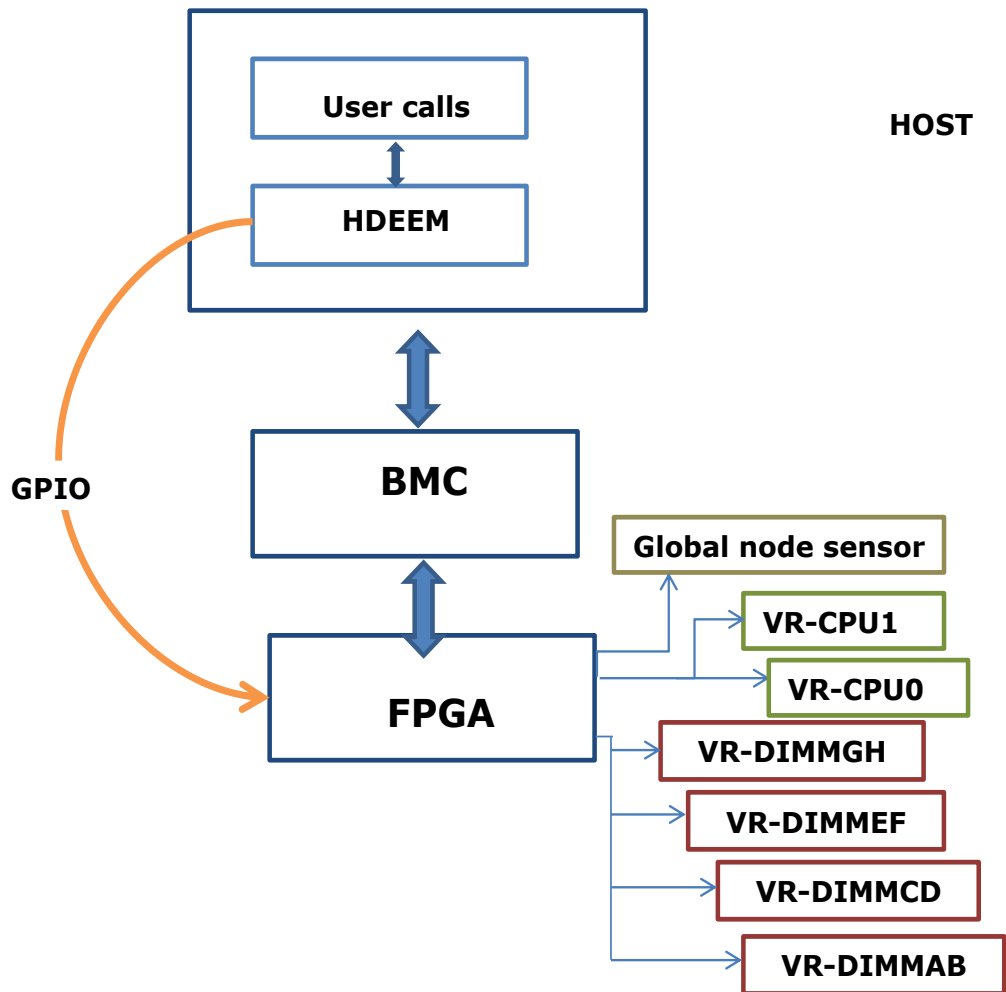 User calls
HOST
HDEEM
BMC
GPIO
Global node sensor
VR-CPU1
VR-CPU0
FPGA
VR-DIMMGH
VR-DIMMEF
VR-DIMMCD
VR-DIMMAB